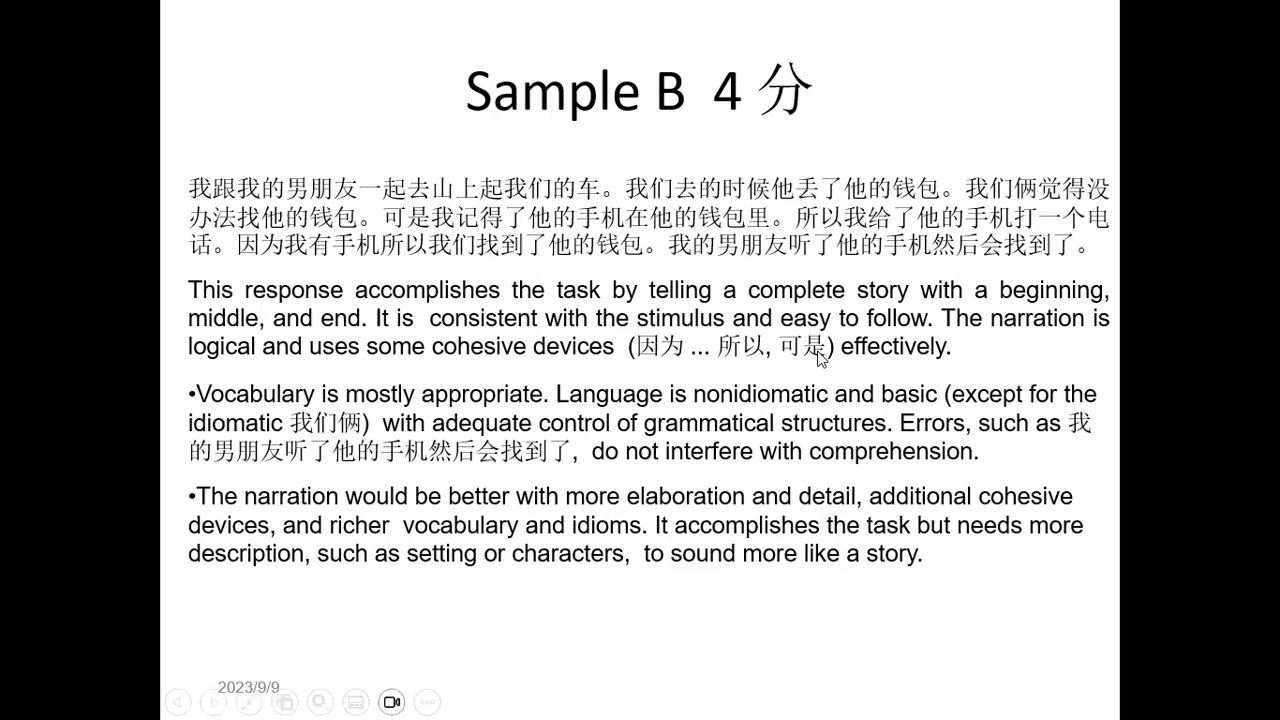 Sample B 4 分
我跟我的男朋友一起去山上起我们的车。我们去的时候他丢了他的钱包。我们俩觉得没
办法找他的钱包。可是我记得了他的手机在他的钱包里。所以我给了他的手机打一个电
话。因为我有手机所以我们找到了他的钱包。我的男朋友听了他的手机然后会找到了。
This response accomplishes the task by telling a complete story with a beginning,
middle, and end. It is consistent with the stimulus and easy to follow. The narration is
logical and uses some cohesive devices (因为 ... 所以, 可是) effectively.
•Vocabulary is mostly appropriate. Language is nonidiomatic and basic (except for the
idiomatic 我们俩) with adequate control of grammatical structures. Errors, such as 我
的男朋友听了他的手机然后会找到了, do not interfere with comprehension.
•The narration would be better with more elaboration and detail, additional cohesive
devices, and richer vocabulary and idioms. It accomplishes the task but needs more
description, such as setting or characters, to sound more like a story.
2023/9/9